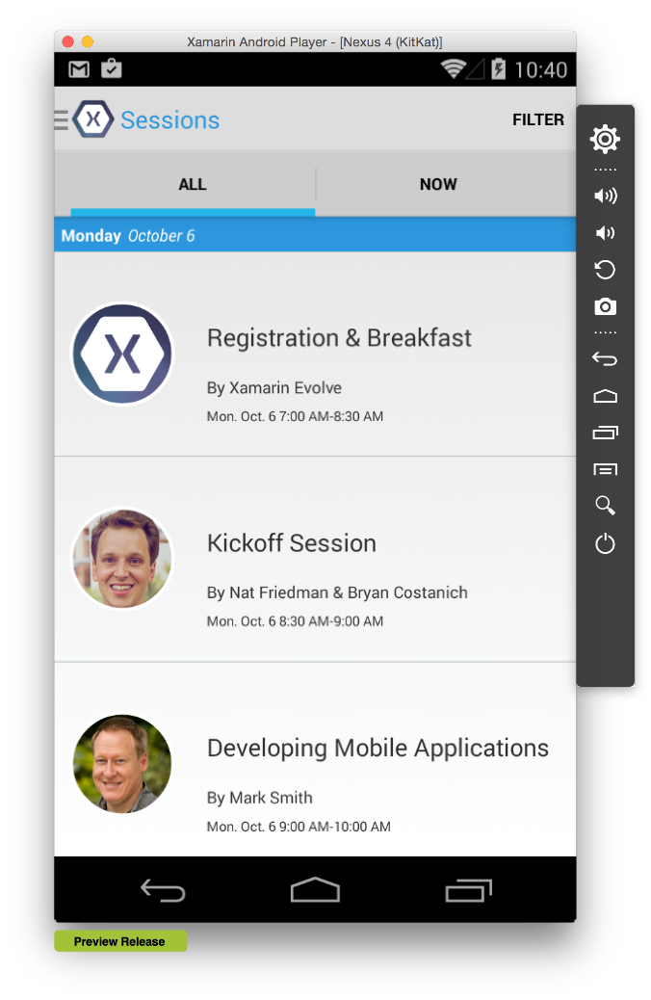 Xamarin Android Player - [Nexus 4 (KitKat)]
10:40
Sessions
FILTER
ALL
NOW
Monday October 6
Registration & Breakfast
By Xamarin Evolve
Mon. Oct. 6 7:00 AM-8:30 AM
Kickoff Session
By Nat Friedman & Bryan Costanich
Mon. Oct. 6 8:30 AM-9:00 AM
Developing Mobile Applications
By Mark Smith
Mon. Oct. 6 9:00 AM-10:00 AM
Preview Release